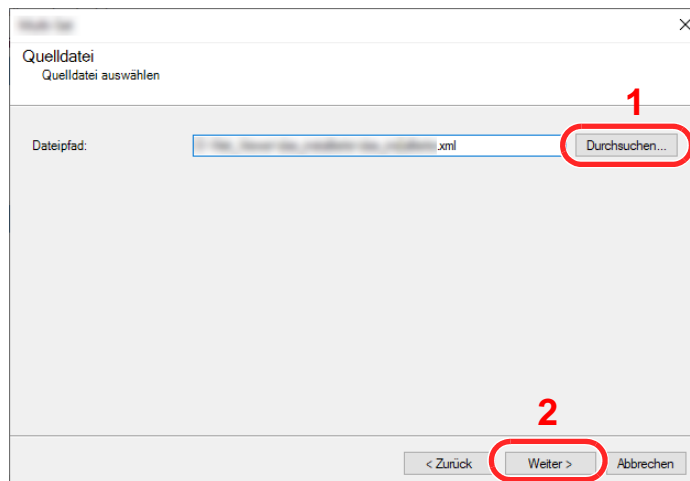 Quelldatei
Quelldatei auswählen
1
Dateipfad: .xml Durchsuchen...
2
< Zurück Weiter > Abbrechen